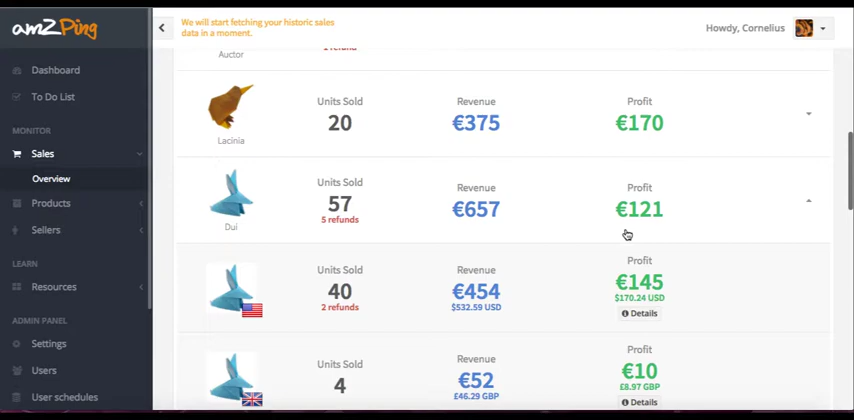 am2Ping
We will start fetching your historic sales
data in a moment.
Howdy, Cornelius
Dashboard
To Do List
MONITOR
Sales
Overview
Products
Sellers
LEARN
Resources
ADMIN PANEL
Settings
Users
User schedules
Auctor
Lacinia
Units Sold
20
Revenue
€375
Profit
€170
Dui
Units Sold
57
5 refunds
Revenue
€657
Profit
€121
Units Sold
40
2 refunds
Revenue
€454
$532.59 USD
Profit
€145
$170.24 USD
Details
Units Sold
4
Revenue
€52
£46.29 GBP
Profit
€10
£8.97 GBP
Details